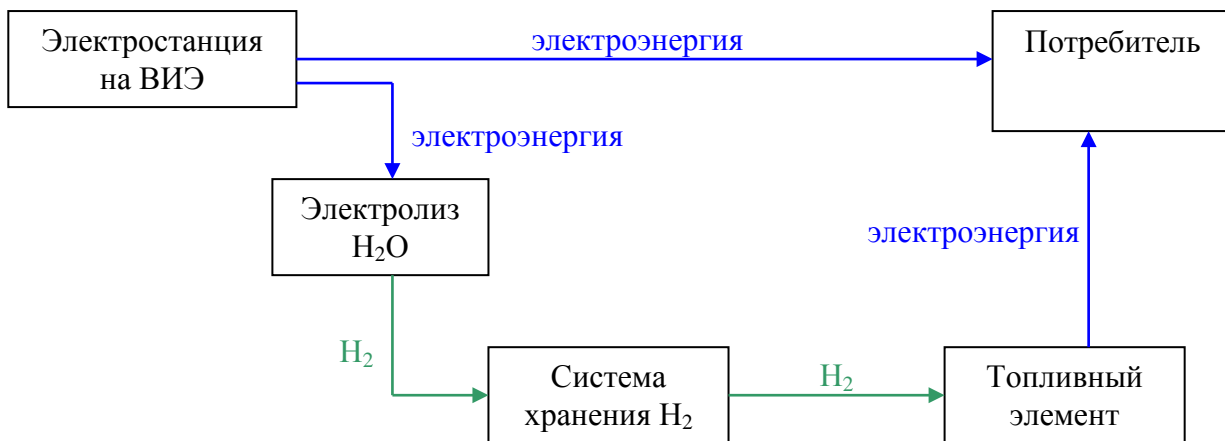 Электростанция
на ВИЭ
электроэнергия
Потребитель
электроэнергия
Электролиз
H₂O
электроэнергия
H₂
Система
хранения H₂
H₂
Топливный
элемент